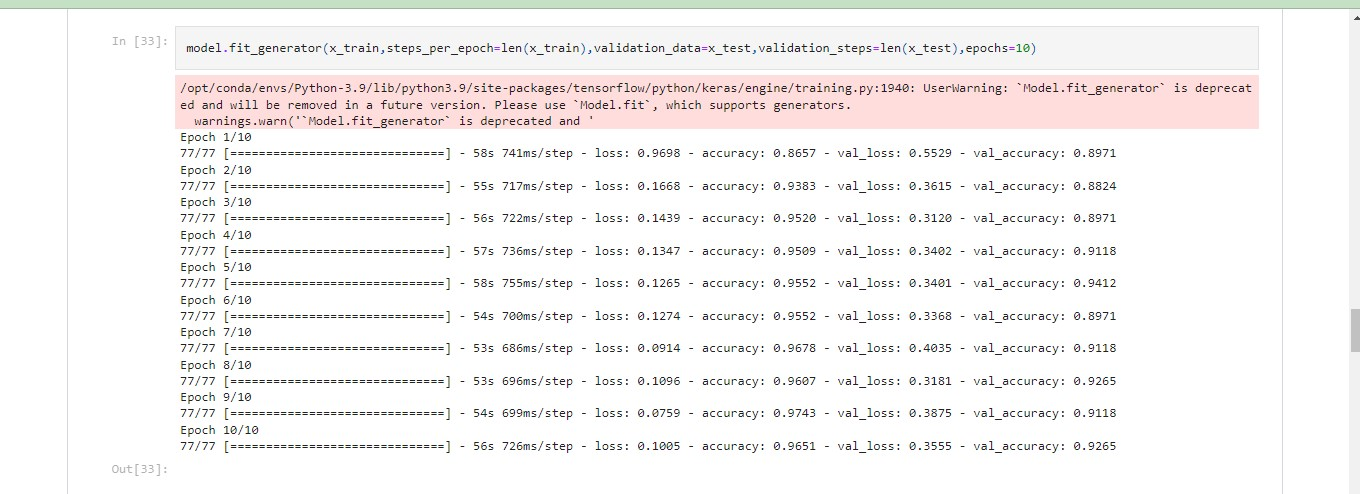 In [33]:
model.fit_generator(x_train,steps_per_epoch=len(x_train),validation_data=x_test,validation_steps=len(x_test),epochs=10)
/opt/conda/envs/Python-3.9/lib/python3.9/site-packages/tensorflow/python/keras/engine/training.py:1940: UserWarning: `Model.fit_generator` is deprecat
ed and will be removed in a future version. Please use `Model.fit`, which supports generators.
  warnings.warn('`Model.fit_generator` is deprecated and '
Epoch 1/10
77/77 [==============================] - 58s 741ms/step - loss: 0.9698 - accuracy: 0.8657 - val_loss: 0.5529 - val_accuracy: 0.8971
Epoch 2/10
77/77 [==============================] - 55s 717ms/step - loss: 0.1668 - accuracy: 0.9383 - val_loss: 0.3615 - val_accuracy: 0.8824
Epoch 3/10
77/77 [==============================] - 56s 722ms/step - loss: 0.1439 - accuracy: 0.9520 - val_loss: 0.3120 - val_accuracy: 0.8971
Epoch 4/10
77/77 [==============================] - 57s 736ms/step - loss: 0.1347 - accuracy: 0.9509 - val_loss: 0.3402 - val_accuracy: 0.9118
Epoch 5/10
77/77 [==============================] - 58s 755ms/step - loss: 0.1265 - accuracy: 0.9552 - val_loss: 0.3401 - val_accuracy: 0.9412
Epoch 6/10
77/77 [==============================] - 54s 700ms/step - loss: 0.1274 - accuracy: 0.9552 - val_loss: 0.3368 - val_accuracy: 0.8971
Epoch 7/10
77/77 [==============================] - 53s 686ms/step - loss: 0.0914 - accuracy: 0.9678 - val_loss: 0.4035 - val_accuracy: 0.9118
Epoch 8/10
77/77 [==============================] - 53s 696ms/step - loss: 0.1096 - accuracy: 0.9607 - val_loss: 0.3181 - val_accuracy: 0.9265
Epoch 9/10
77/77 [==============================] - 54s 699ms/step - loss: 0.0759 - accuracy: 0.9743 - val_loss: 0.3875 - val_accuracy: 0.9118
Epoch 10/10
77/77 [==============================] - 56s 726ms/step - loss: 0.1005 - accuracy: 0.9651 - val_loss: 0.3555 - val_accuracy: 0.9265
Out[33]: